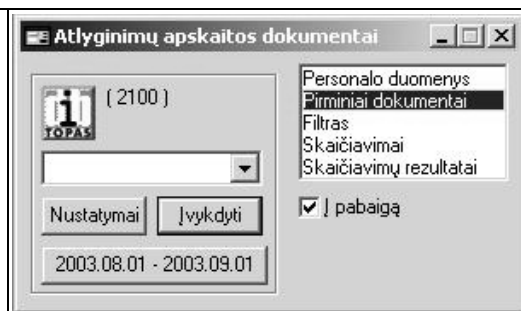 Atlyginimų apskaitos dokumentai
( 2100 )
TOPAS
Nustatymai
Įvykdyti
2003.08.01 - 2003.09.01
Personalo duomenys
Pirminiai dokumentai
Filtras
Skaičiavimai
Skaičiavimų rezultatai
Į pabaigą